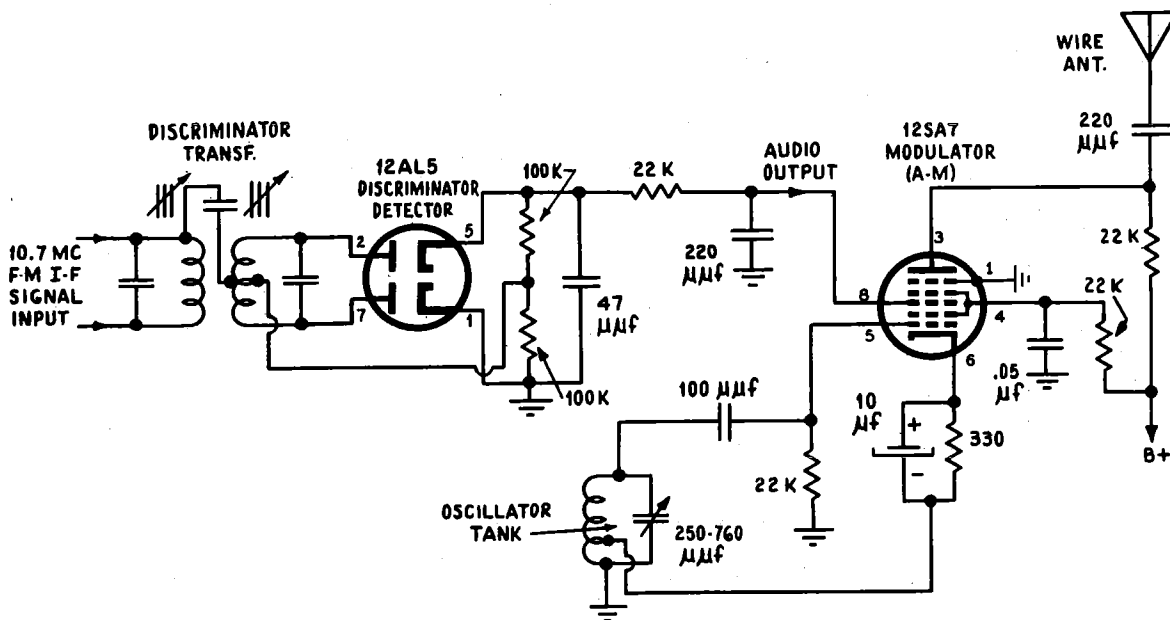 WIRE
ANT.
220
μμf
DISCRIMINATOR
TRANSF.
12AL5
DISCRIMINATOR
DETECTOR
100K
22 K
AUDIO
OUTPUT
12SA7
MODULATOR
(A-M)
10.7 MC
F-M I-F
SIGNAL
INPUT
2
7
5
1
47
μμf
100K
220
μμf
3
1
8
4
5
6
22 K
22 K
.05
μf
B+
100 μμf
22 K
10
μf
+
-
330
OSCILLATOR
TANK
250-760
μμf